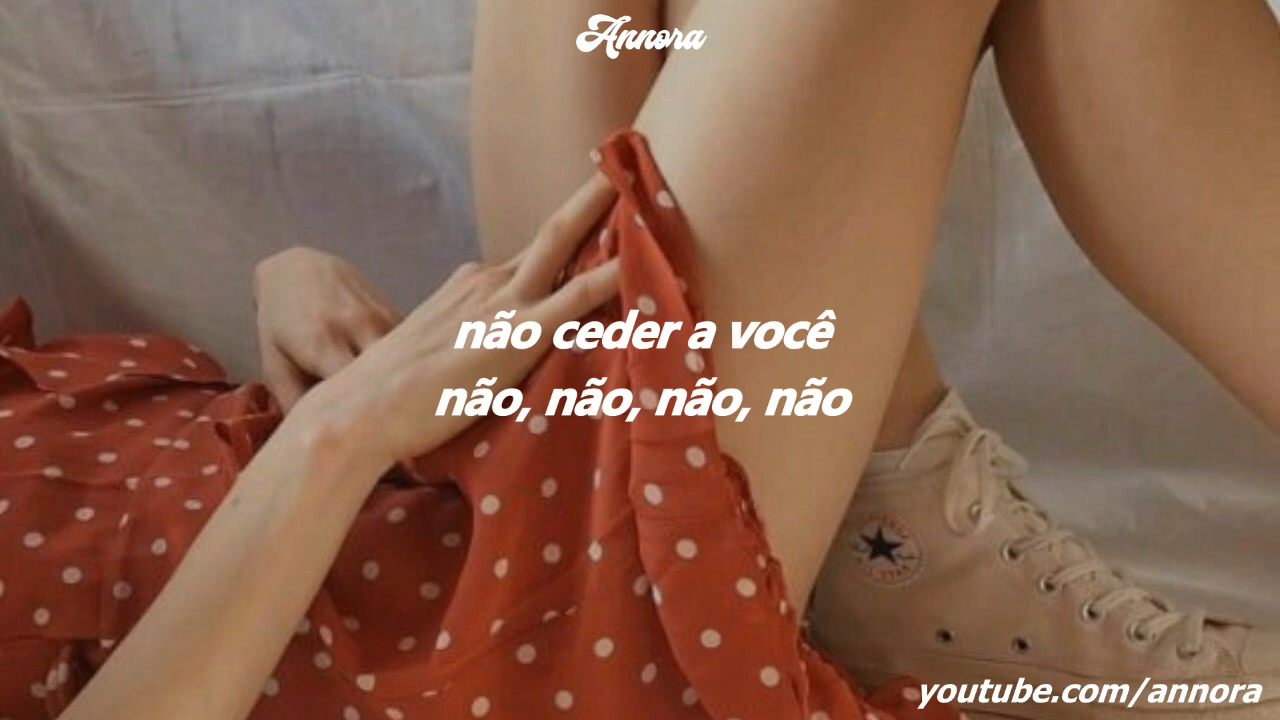 Annora
não ceder a você
não, não, não, não
youtube.com/annora